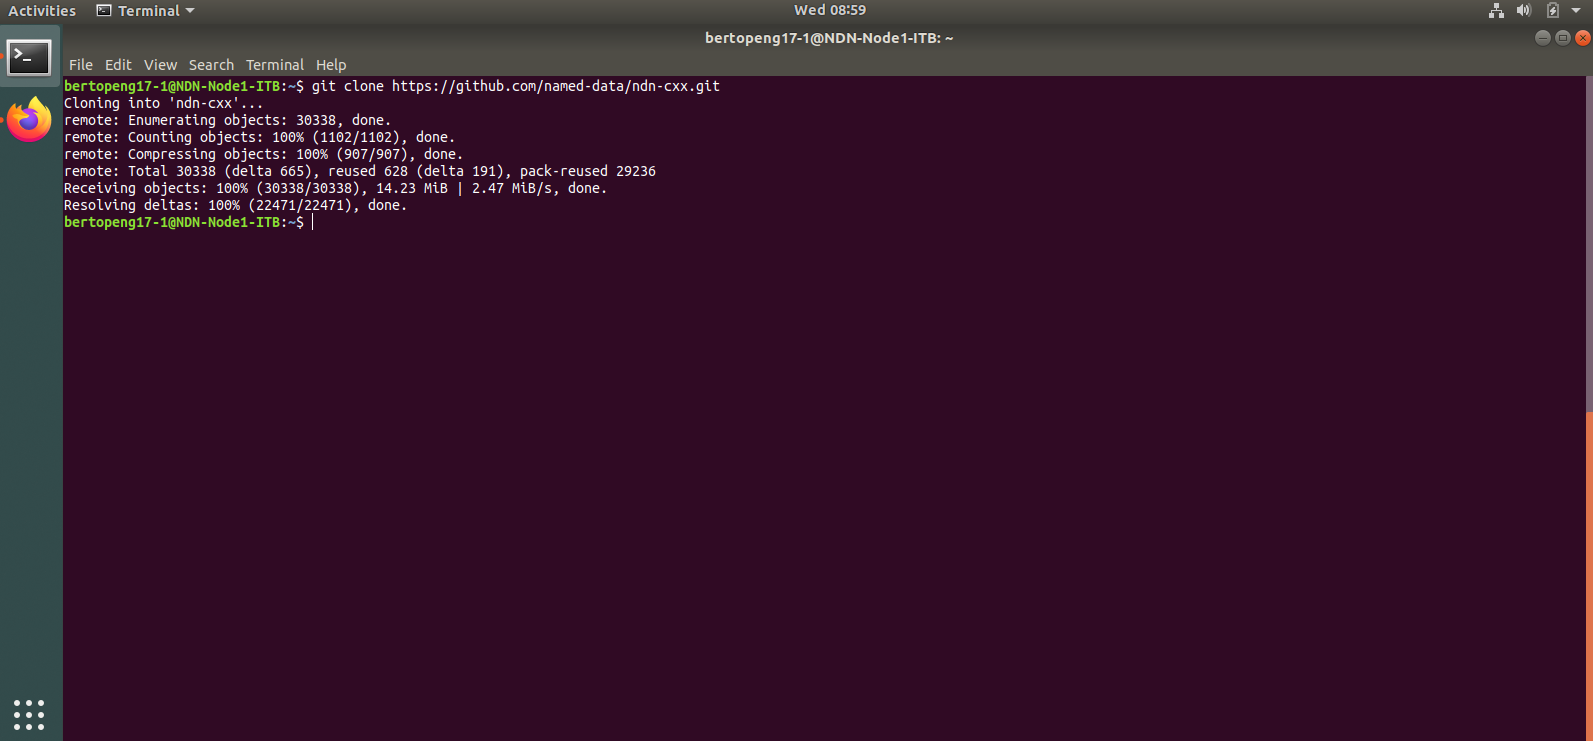 Activities Terminal Wed 08:59
bertopeng17-1@NDN-Node1-ITB: ~
File Edit View Search Terminal Help
bertopeng17-1@NDN-Node1-ITB:~$ git clone https://github.com/named-data/ndn-cxx.git
Cloning into 'ndn-cxx'...
remote: Enumerating objects: 30338, done.
remote: Counting objects: 100% (1102/1102), done.
remote: Compressing objects: 100% (907/907), done.
remote: Total 30338 (delta 665), reused 628 (delta 191), pack-reused 29236
Receiving objects: 100% (30338/30338), 14.23 MiB | 2.47 MiB/s, done.
Resolving deltas: 100% (22471/22471), done.
bertopeng17-1@NDN-Node1-ITB:~$